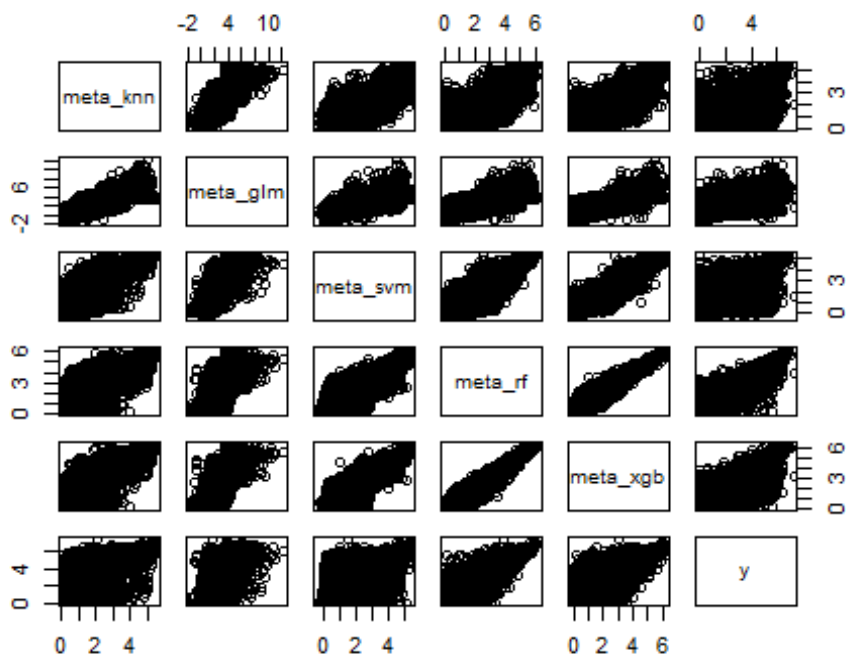 -2 4 10 0 2 4 6 0 4
meta_knn 0 3
-2 6 meta_glm
meta_svm 0 3
0 3 6 meta_rf
meta_xgb 0 3 6
0 4 y
0 2 4 0 2 4 0 2 4 6